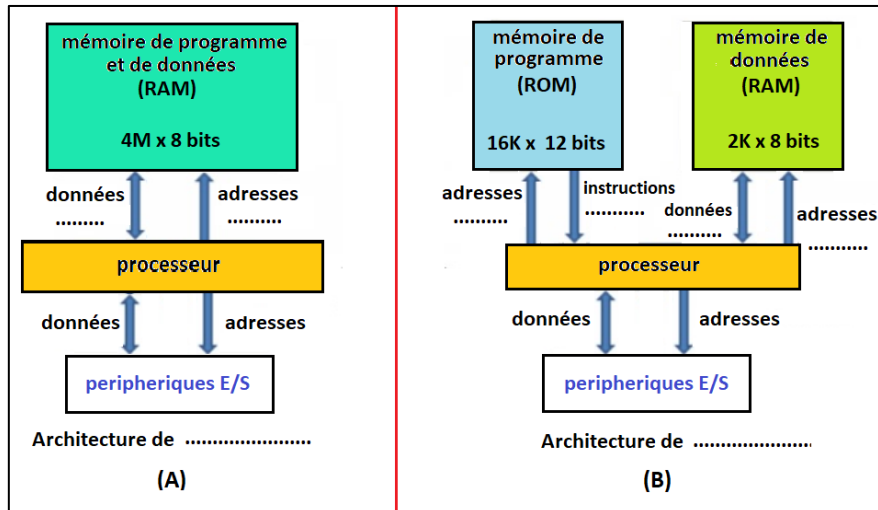 mémoire de programme
et de données
(RAM)
4M x 8 bits
données
.........
adresses
..........
processeur
données
adresses
peripheriques E/S
Architecture de ........................
(A)
mémoire de
programme
(ROM)
16K x 12 bits
mémoire de
données
(RAM)
2K x 8 bits
adresses
..........
instructions
............
données
..........
adresses
...........
processeur
données
adresses
peripheriques E/S
Architecture de ......................
(B)